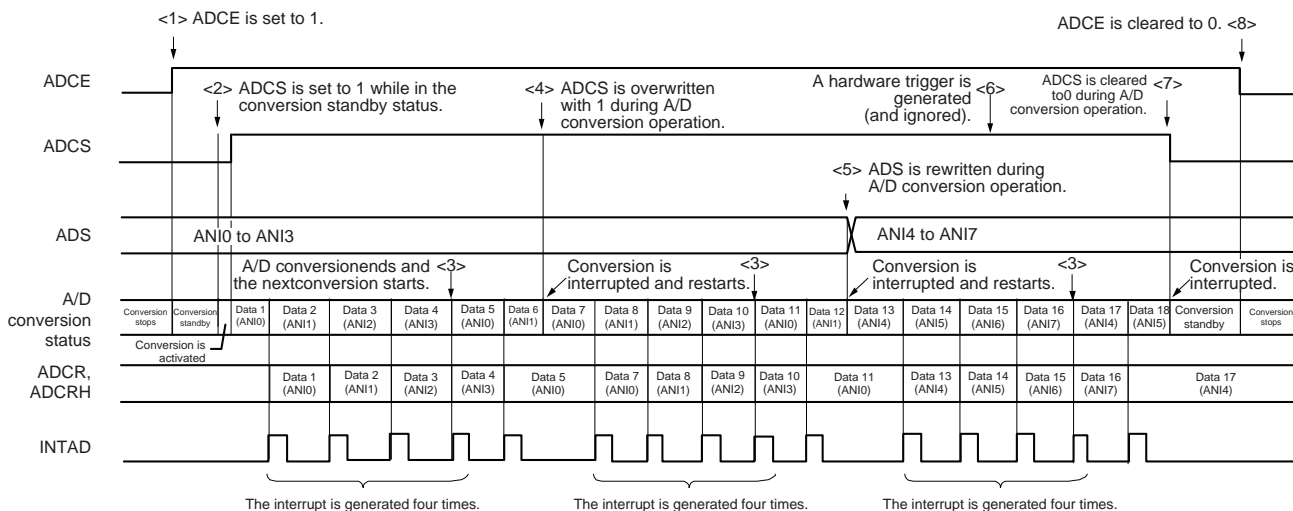 <1> ADCE is set to 1.
ADCE is cleared to 0. <8>
ADCE
<2> ADCS is set to 1 while in the
conversion standby status.
<4> ADCS is overwritten
with 1 during A/D
conversion operation.
A hardware trigger is
generated <6>
(and ignored).
ADCS is cleared
to0 during A/D <7>
conversion operation.
ADCS
<5> ADS is rewritten during
A/D conversion operation.
ADS
ANI0 to ANI3
ANI4 to ANI7
A/D conversionends and <3>
the nextconversion starts.
Conversion is
interrupted and restarts.
<3>
Conversion is
interrupted and restarts.
<3>
Conversion is
interrupted.
A/D
conversion
status
Conversion
stops
Conversion
standby
Conversion is
activated
Data 1
(ANI0)
Data 2
(ANI1)
Data 3
(ANI2)
Data 4
(ANI3)
Data 5
(ANI0)
Data 6
(ANI1)
Data 7
(ANI0)
Data 8
(ANI1)
Data 9
(ANI2)
Data 10
(ANI3)
Data 11
(ANI0)
Data 12
(ANI1)
Data 13
(ANI4)
Data 14
(ANI5)
Data 15
(ANI6)
Data 16
(ANI7)
Data 17
(ANI4)
Data 18
(ANI5)
Conversion
standby
Conversion
stops
ADCR,
ADCRH
Data 1
(ANI0)
Data 2
(ANI1)
Data 3
(ANI2)
Data 4
(ANI3)
Data 5
(ANI0)
Data 7
(ANI0)
Data 8
(ANI1)
Data 9
(ANI2)
Data 10
(ANI3)
Data 11
(ANI0)
Data 13
(ANI4)
Data 14
(ANI5)
Data 15
(ANI6)
Data 16
(ANI7)
Data 17
(ANI4)
INTAD
The interrupt is generated four times.
The interrupt is generated four times.
The interrupt is generated four times.